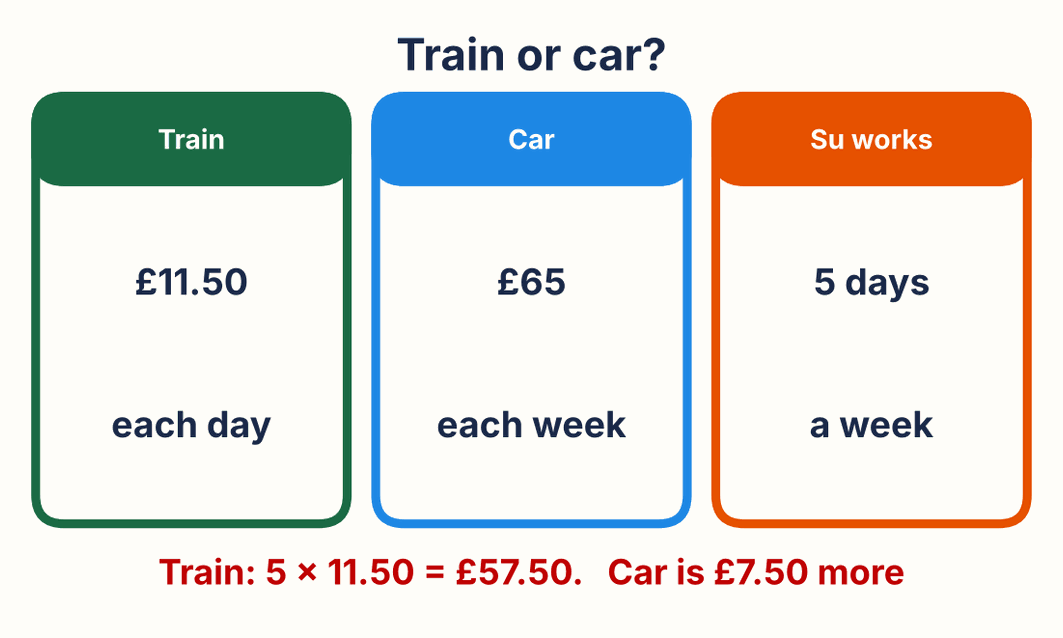 Train or car?
Train
£11.50
each day
Car
£65
each week
Su works
5 days
a week
Train: 5 × 11.50 = £57.50. Car is £7.50 more